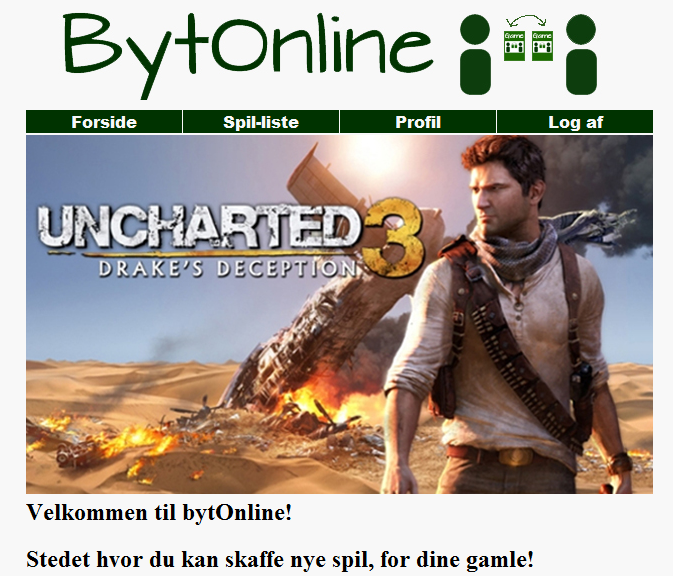 BytOnline
Game Game
Forside Spil-liste Profil Log af
UNCHARTED 3
DRAKE'S DECEPTION
Velkommen til bytOnline!
Stedet hvor du kan skaffe nye spil, for dine gamle!